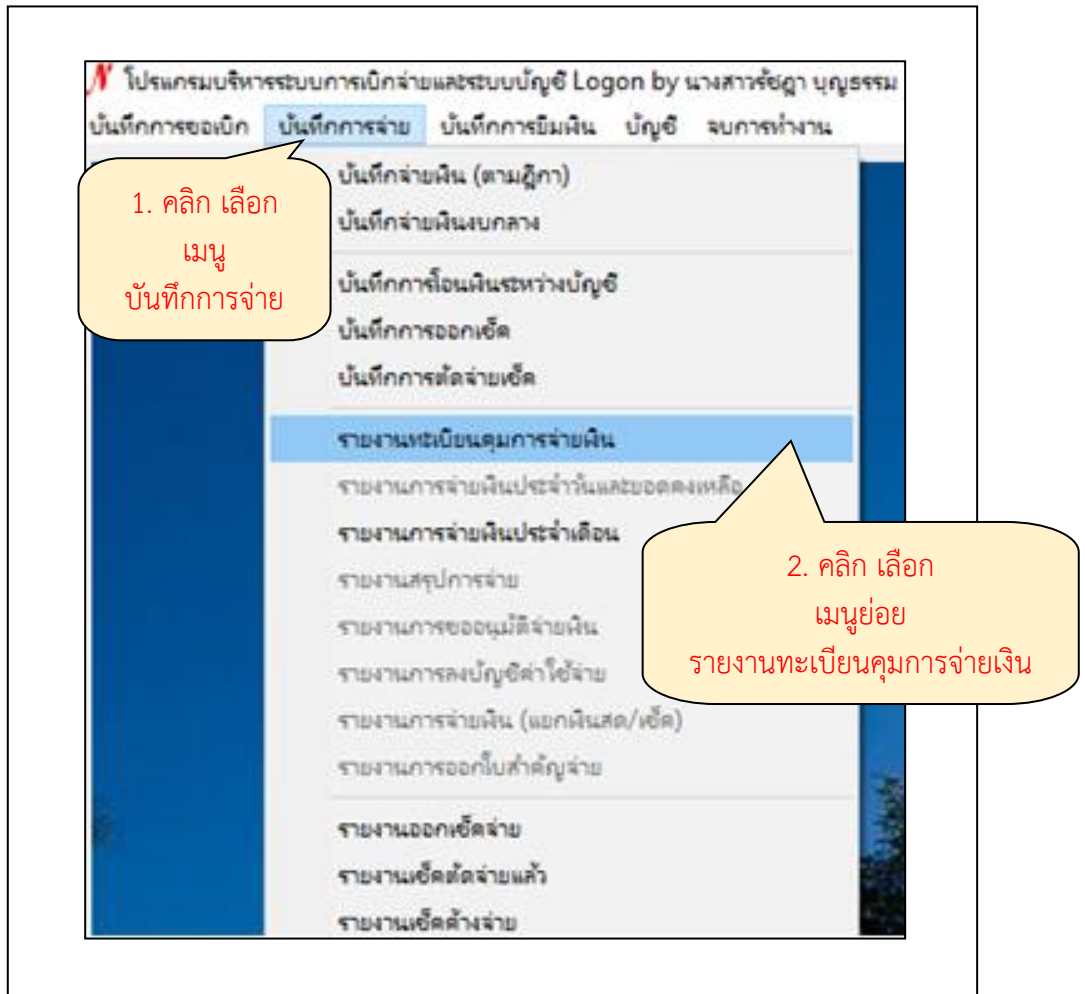 N โปรแกรมบริหารระบบการเบิกจ่ายและระบบบัญชี Logon by นางสาวรัชฎา บุญธรรม
บันทึกการขอเบิก บันทึกการจ่าย บันทึกการยืมเงิน บัญชี จบการทำงาน
1. คลิก เลือก
เมนู
บันทึกการจ่าย
บันทึกจ่ายเงิน (ตามฎีกา)
บันทึกจ่ายเงินงบกลาง
บันทึกการโอนเงินระหว่างบัญชี
บันทึกการออกเช็ค
บันทึกการตัดจ่ายเช็ค
รายงานทะเบียนคุมการจ่ายเงิน
รายงานการจ่ายเงินประจำวันและยอดคงเหลือ
รายงานการจ่ายเงินประจำเดือน
รายงานสรุปการจ่าย
รายงานการขออนุมัติจ่ายเงิน
รายงานการลงบัญชีค่าใช้จ่าย
รายงานการจ่ายเงิน (แยกเงินสด/เช็ค)
รายงานการออกใบสำคัญจ่าย
2. คลิก เลือก
เมนูย่อย
รายงานทะเบียนคุมการจ่ายเงิน
รายงานออกเช็คจ่าย
รายงานเช็คตัดจ่ายแล้ว
รายงานเช็คค้างจ่าย